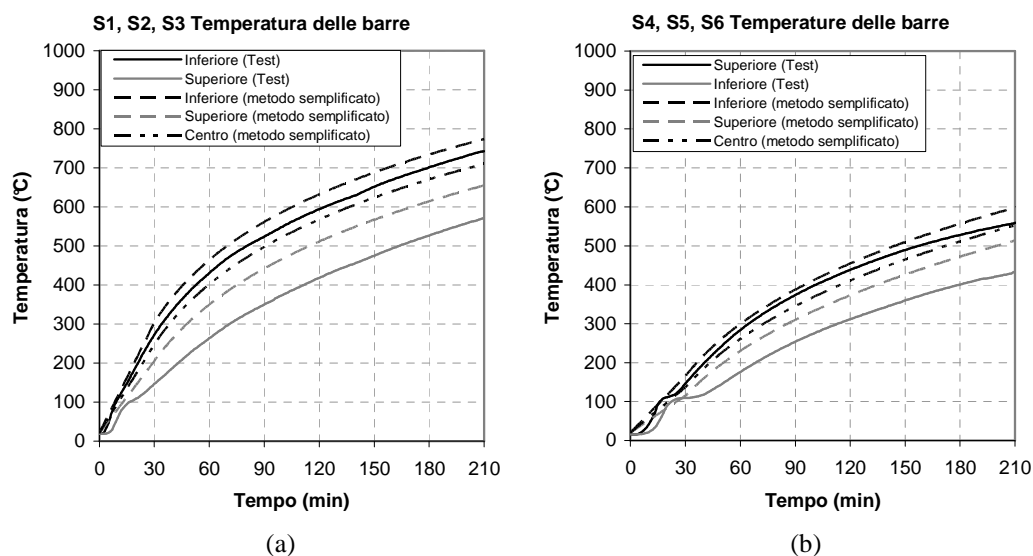 S1, S2, S3 Temperatura delle barre
1000
900
800
700
600
500
400
300
200
100
0
Temperatura (°C)
Inferiore (Test)
Superiore (Test)
Inferiore (metodo semplificato)
Superiore (metodo semplificato)
Centro (metodo semplificato)
0 30 60 90 120 150 180 210
Tempo (min)
(a)
S4, S5, S6 Temperature delle barre
1000
900
800
700
600
500
400
300
200
100
0
Temperatura (°C)
Superiore (Test)
Inferiore (Test)
Inferiore (metodo semplificato)
Superiore (metodo semplificato)
Centro (metodo semplificato)
0 30 60 90 120 150 180 210
Tempo (min)
(b)